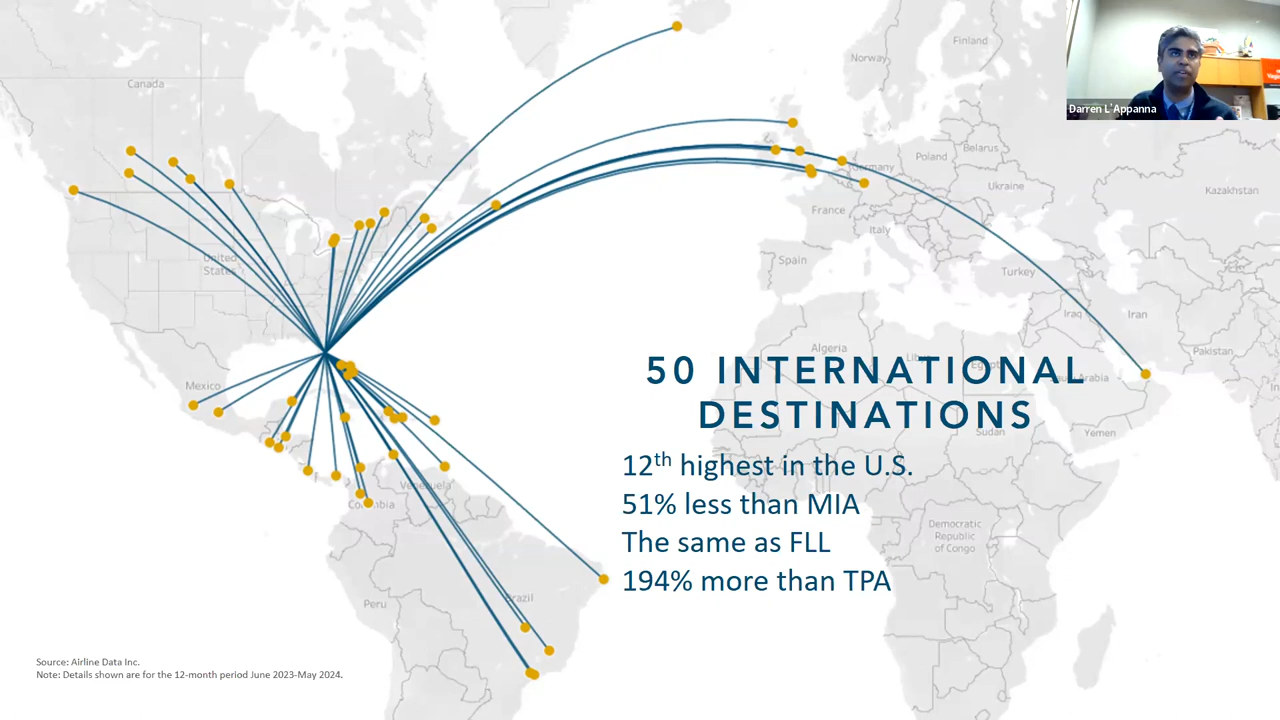 Finland
Norway
Darren L'Appanna
Canada
Belarus
Poland
Germany
Ukraine
Kazakhstan
France
Italy
United
States
Spain
Turkey
Iraq
Iran
Algeria
Pakistan
50 INTERNATIONAL
DESTINATIONS
Mexico
Sudan
Yemen
12th highest in the U.S.
51% less than MIA
The same as FLL
194% more than TPA
Venezuela
Colombia
Democratic
Republic
of Congo
Brazil
Peru
Source: Airline Data Inc.
Note: Details shown are for the 12-month period June 2023-May 2024.